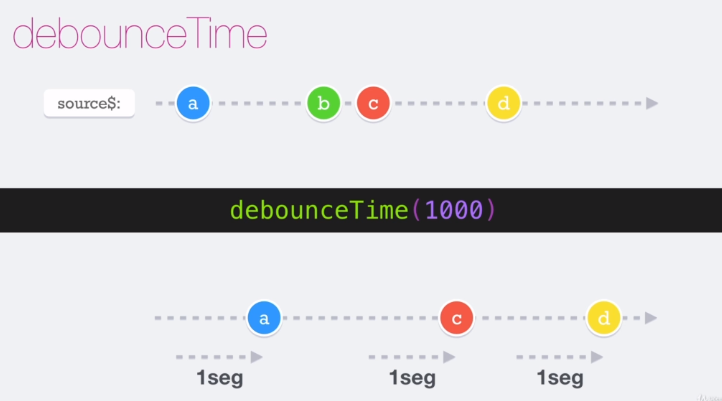 debounceTime
source$: a b c d
debounceTime(1000)
a c d
1seg 1seg 1seg